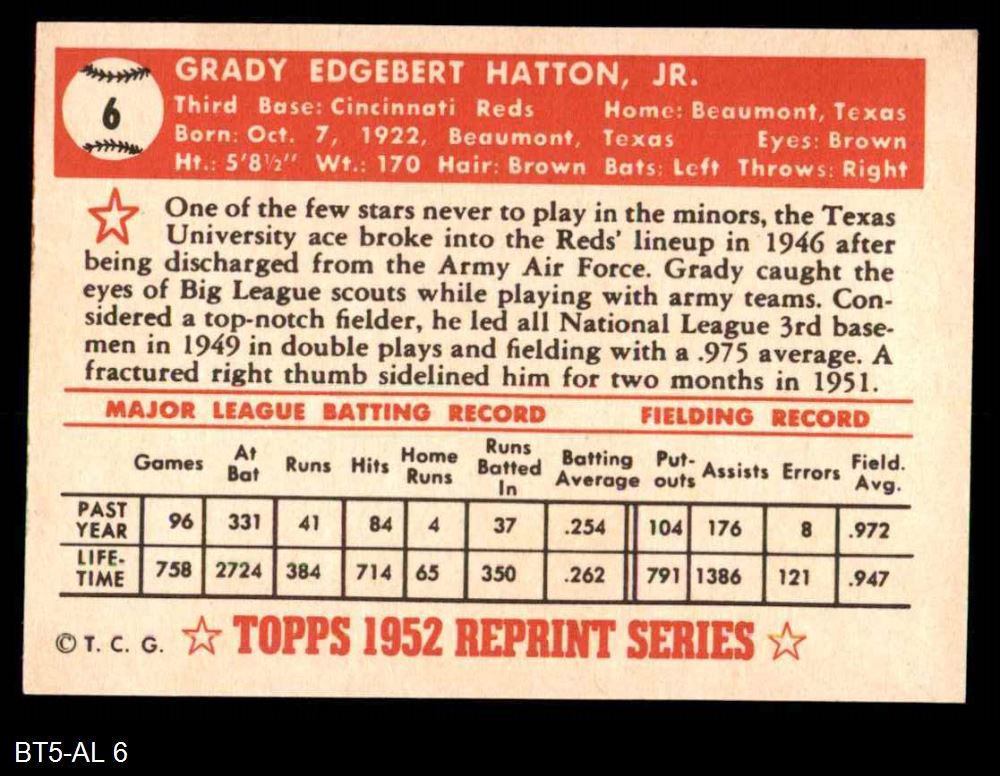 6
GRADY EDGEBERT HATTON, JR.
Third Base: Cincinnati Reds Home: Beaumont, Texas
Born: Oct. 7, 1922, Beaumont, Texas Eyes: Brown
Ht.: 5'8½" Wt.: 170 Hair: Brown Bats: Left Throws: Right
One of the few stars never to play in the minors, the Texas
University ace broke into the Reds' lineup in 1946 after
being discharged from the Army Air Force. Grady caught the
eyes of Big League scouts while playing with army teams. Con-
sidered a top-notch fielder, he led all National League 3rd base-
men in 1949 in double plays and fielding with a .975 average. A
fractured right thumb sidelined him for two months in 1951.
MAJOR LEAGUE BATTING RECORD FIELDING RECORD
Games At Bat Runs Hits Home Runs Runs Batted In Batting Average Put-outs Assists Errors Field. Avg.
PAST YEAR 96 331 41 84 4 37 .254 104 176 8 .972
LIFE-TIME 758 2724 384 714 65 350 .262 791 1386 121 .947
© T. C. G. TOPPS 1952 REPRINT SERIES
BT5-AL 6